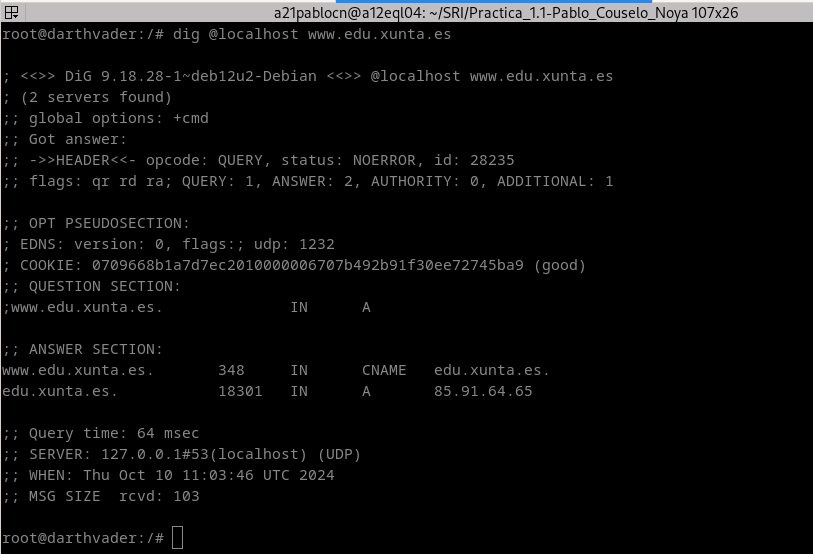 a21pablocn@a12eql04: ~/SRI/Practica_1.1-Pablo_Couselo_Noya 107x26
root@darthvader:/# dig @localhost www.edu.xunta.es
; <<>> DiG 9.18.28-1~deb12u2-Debian <<>> @localhost www.edu.xunta.es
; (2 servers found)
;; global options: +cmd
;; Got answer:
;; ->>HEADER<<- opcode: QUERY, status: NOERROR, id: 28235
;; flags: qr rd ra; QUERY: 1, ANSWER: 2, AUTHORITY: 0, ADDITIONAL: 1
;; OPT PSEUDOSECTION:
; EDNS: version: 0, flags:; udp: 1232
; COOKIE: 0709668b1a7d7ec2010000006707b492b91f30ee72745ba9 (good)
;; QUESTION SECTION:
;www.edu.xunta.es. IN A
;; ANSWER SECTION:
www.edu.xunta.es. 348 IN CNAME edu.xunta.es.
edu.xunta.es. 18301 IN A 85.91.64.65
;; Query time: 64 msec
;; SERVER: 127.0.0.1#53(localhost) (UDP)
;; WHEN: Thu Oct 10 11:03:46 UTC 2024
;; MSG SIZE rcvd: 103
root@darthvader:/#